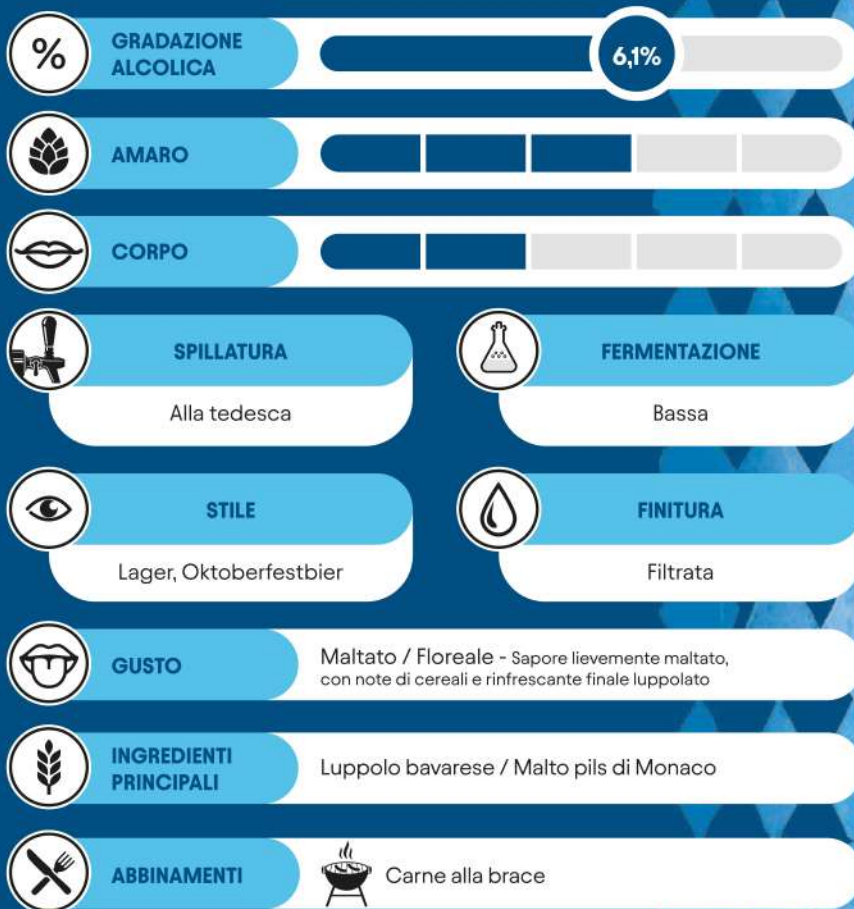 %
GRADAZIONE
ALCOLICA
6,1%
AMARO
CORPO
SPILLATURA
Alla tedesca
FERMENTAZIONE
Bassa
STILE
Lager, Oktoberfestbier
FINITURA
Filtrata
GUSTO
Maltato / Floreale - Sapore lievemente maltato,
con note di cereali e rinfrescante finale luppolato
INGREDIENTI
PRINCIPALI
Luppolo bavarese / Malto pils di Monaco
ABBINAMENTI
Carne alla brace